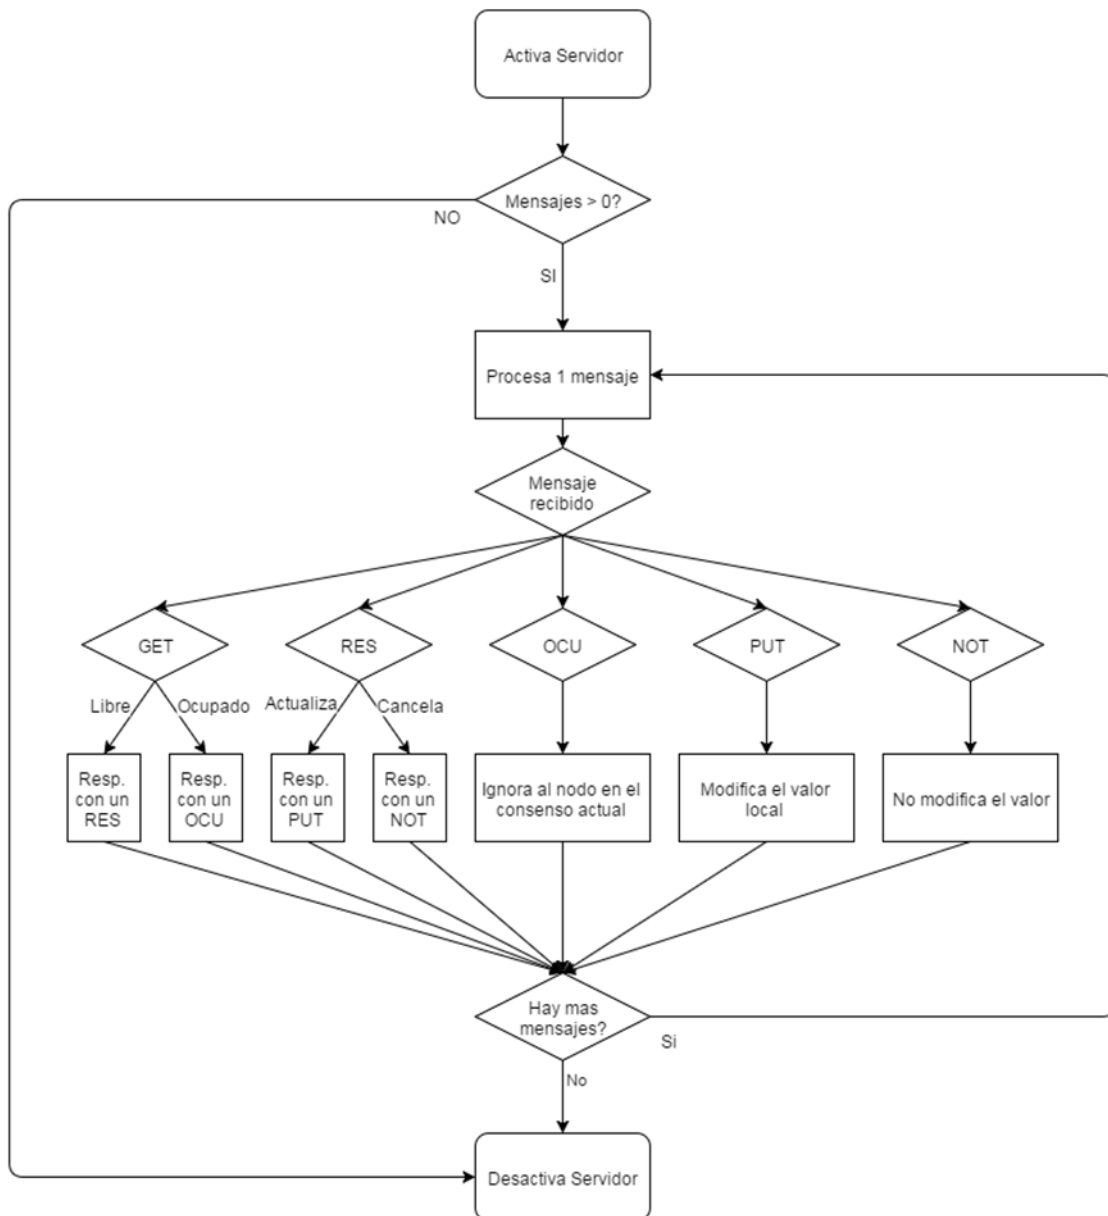 Activa Servidor
Mensajes > 0?
NO
SI
Procesa 1 mensaje
Mensaje
recibido
GET
RES
OCU
PUT
NOT
Libre
Ocupado
Actualiza
Cancela
Resp.
con un
RES
Resp.
con un
OCU
Resp.
con un
PUT
Resp.
con un
NOT
Ignora al nodo en el
consenso actual
Modifica el valor
local
No modifica el valor
Hay mas
mensajes?
Si
No
Desactiva Servidor